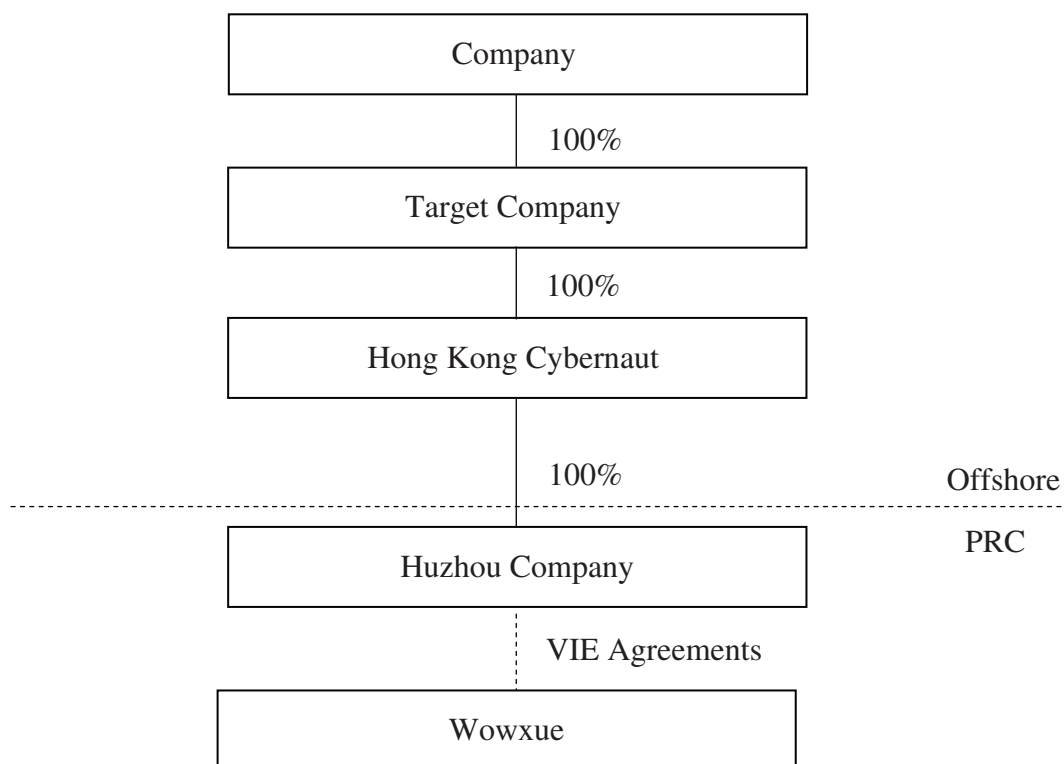 Company
100%
Target Company
100%
Hong Kong Cybernaut
100%
Offshore
PRC
Huzhou Company
VIE Agreements
Wowxue